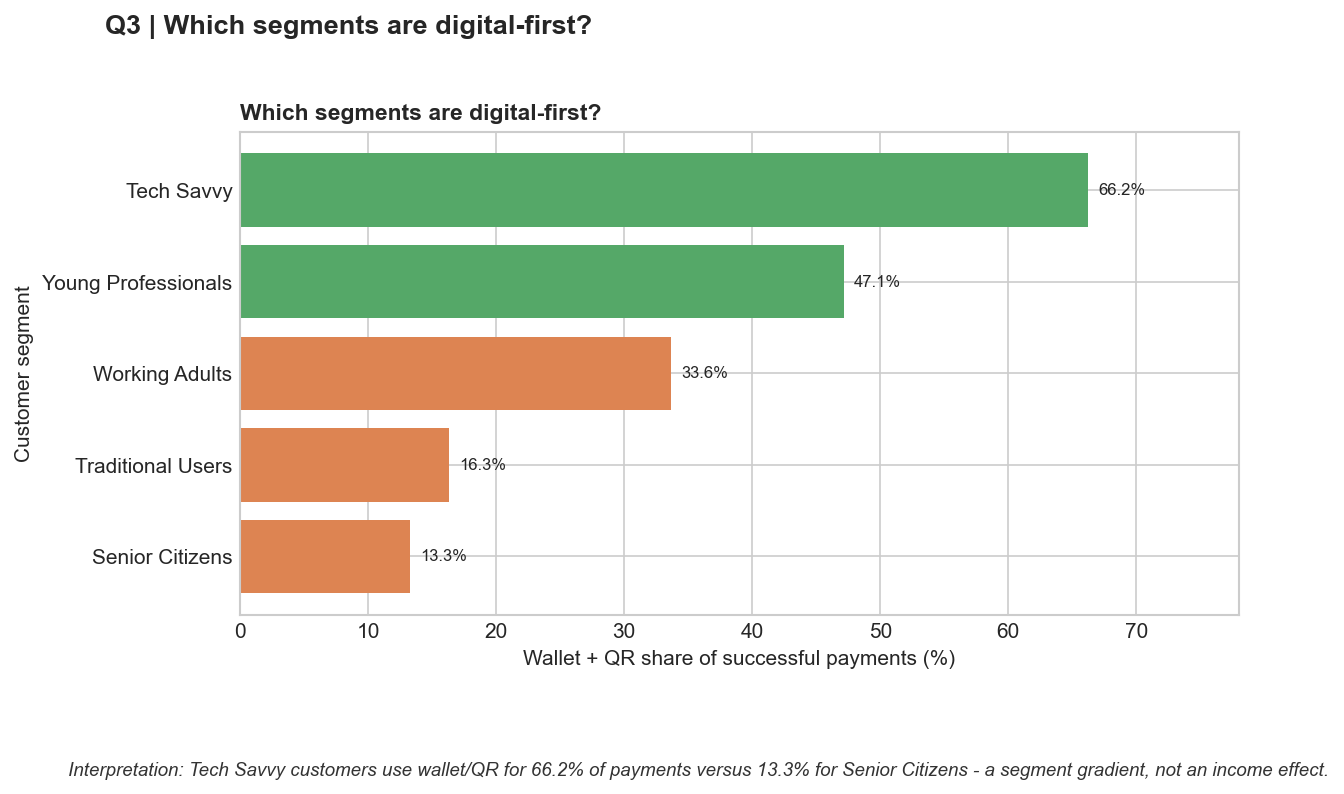 Q3 | Which segments are digital-first?
Which segments are digital-first?
Customer segment
Tech Savvy
66.2%
Young Professionals
47.1%
Working Adults
33.6%
Traditional Users
16.3%
Senior Citizens
13.3%
0 10 20 30 40 50 60 70
Wallet + QR share of successful payments (%)
Interpretation: Tech Savvy customers use wallet/QR for 66.2% of payments versus 13.3% for Senior Citizens - a segment gradient, not an income effect.